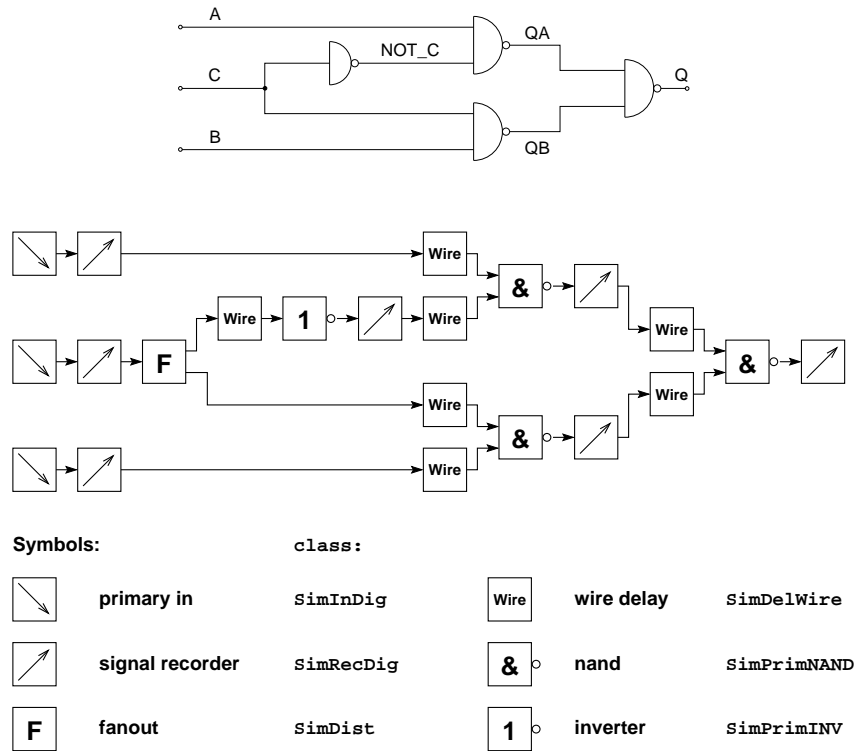 A
QA
NOT_C
C
Q
B
QB
Wire
&
Wire
1
Wire
Wire
F
&
Wire
Wire
&
Wire
Symbols: class:
primary in SimInDig Wire wire delay SimDelWire
signal recorder SimRecDig & nand SimPrimNAND
F fanout SimDist 1 inverter SimPrimINV